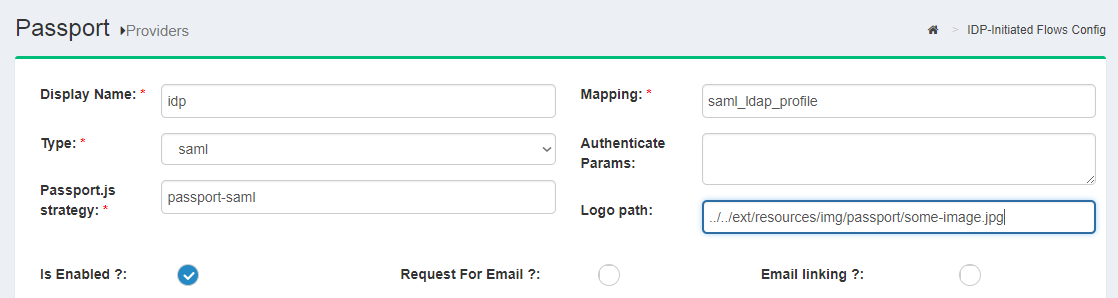 Passport Providers
IDP-Initiated Flows Config
Display Name: *
idp
Mapping: *
saml_ldap_profile
Type: *
saml
Authenticate
Params:
Passport.js
strategy: *
passport-saml
Logo path:
../../ext/resources/img/passport/some-image.jpg
Is Enabled ?:
Request For Email ?:
Email linking ?: